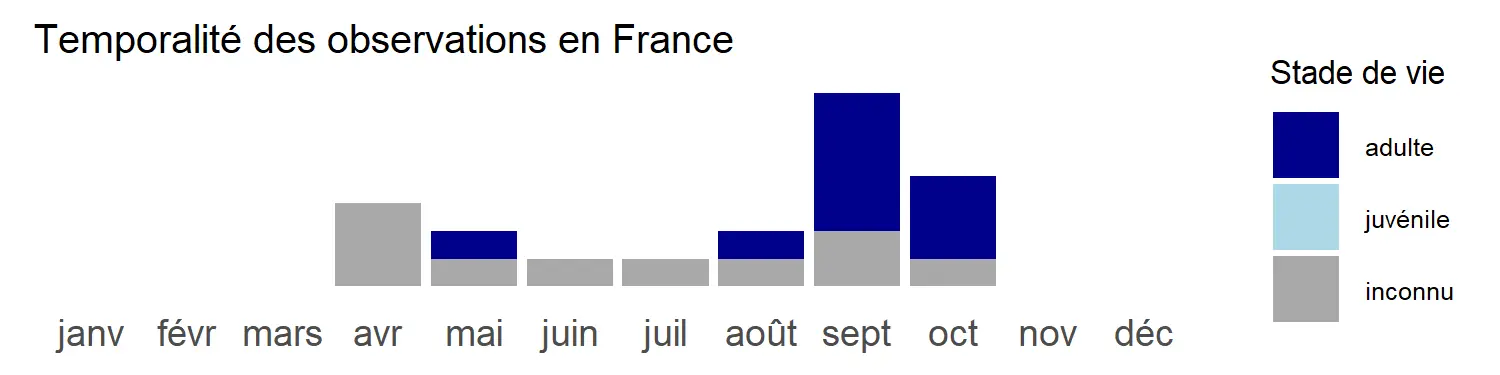 Temporalité des observations en France
Stade de vie
adulte
juvénile
inconnu
janv févr mars avr mai juin juil août sept oct nov déc